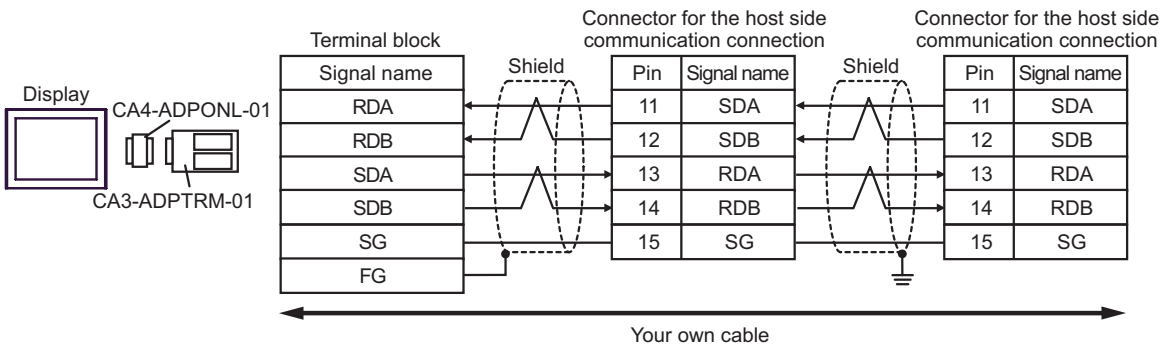 Connector for the host side
communication connection
Connector for the host side
communication connection
Terminal block
Display
CA4-ADPONL-01
CA3-ADPTRM-01
Signal name
Shield
Pin Signal name
Shield
Pin Signal name
RDA 11 SDA 11 SDA
RDB 12 SDB 12 SDB
SDA 13 RDA 13 RDA
SDB 14 RDB 14 RDB
SG 15 SG 15 SG
FG
Your own cable